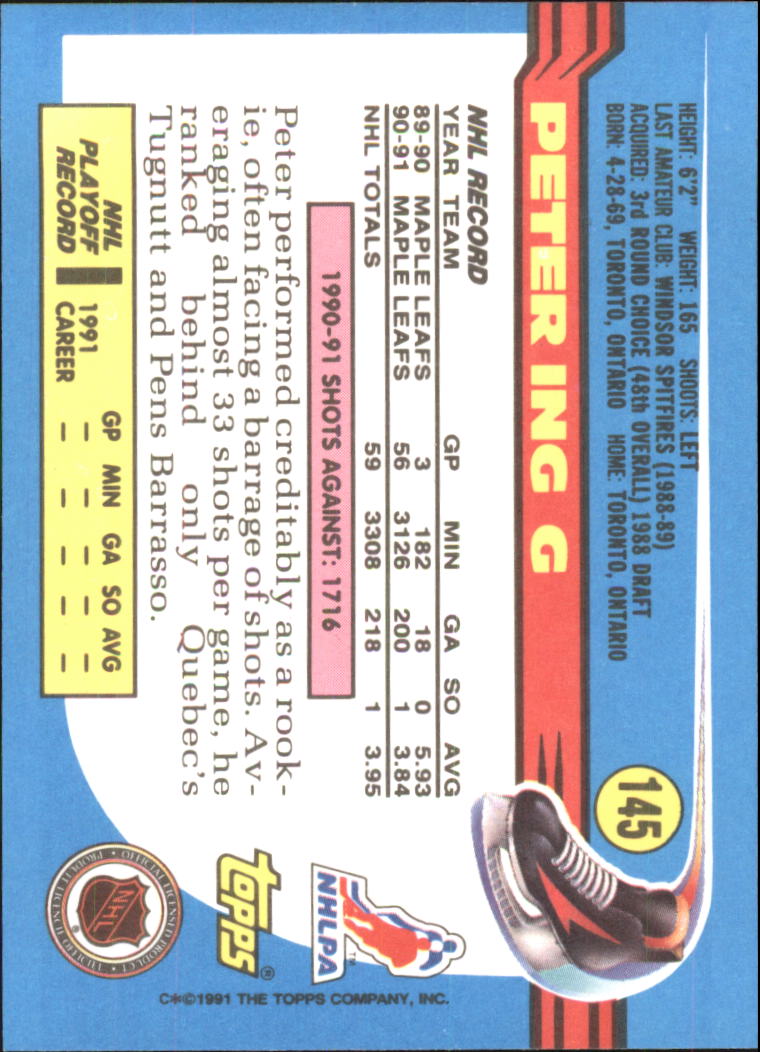 145
HEIGHT: 6'2" WEIGHT: 165 SHOOTS: LEFT
LAST AMATEUR CLUB: WINDSOR SPITFIRES (1988-89)
ACQUIRED: 3rd ROUND CHOICE (48th OVERALL) 1988 DRAFT
BORN: 4-28-69, TORONTO, ONTARIO HOME: TORONTO, ONTARIO
PETER ING G
NHL RECORD
YEAR TEAM GP MIN GA SO AVG
89-90 MAPLE LEAFS 3 182 18 0 5.93
90-91 MAPLE LEAFS 56 3126 200 1 3.84
NHL TOTALS 59 3308 218 1 3.95
1990-91 SHOTS AGAINST: 1716
Peter performed creditably as a rook-
ie, often facing a barrage of shots. Av-
eraging almost 33 shots per game, he
ranked behind only Quebec's
Tugnutt and Pens Barrasso.
NHL PLAYOFF RECORD
GP MIN GA SO AVG
1991 – – – – –
CAREER – – – – –
NHLPA™
TOPPS®
NHL®
OFFICIAL LICENSED PRODUCT •
C*©1991 THE TOPPS COMPANY, INC.